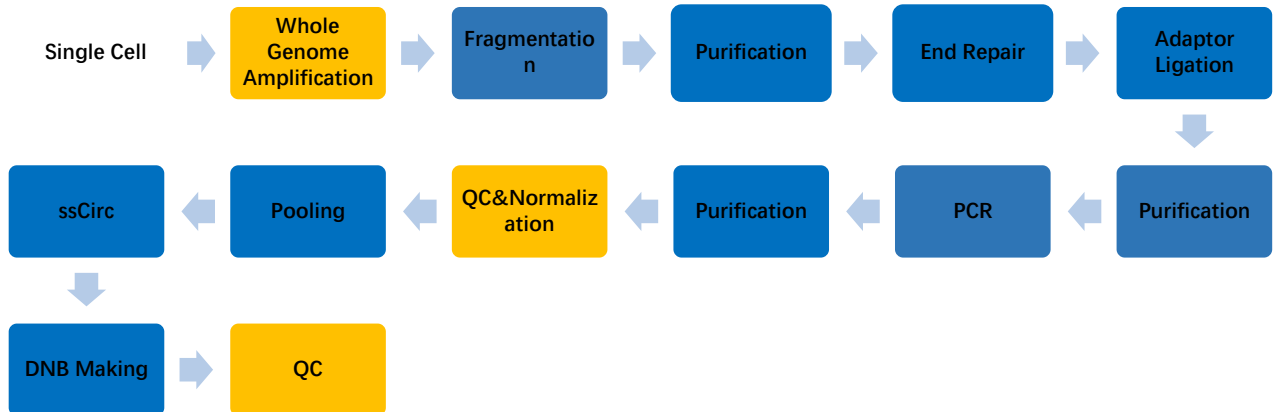 Single Cell
Whole
Genome
Amplification
Fragmentatio
n
Purification
End Repair
Adaptor
Ligation
Purification
PCR
Purification
QC&Normaliz
ation
Pooling
ssCirc
DNB Making
QC